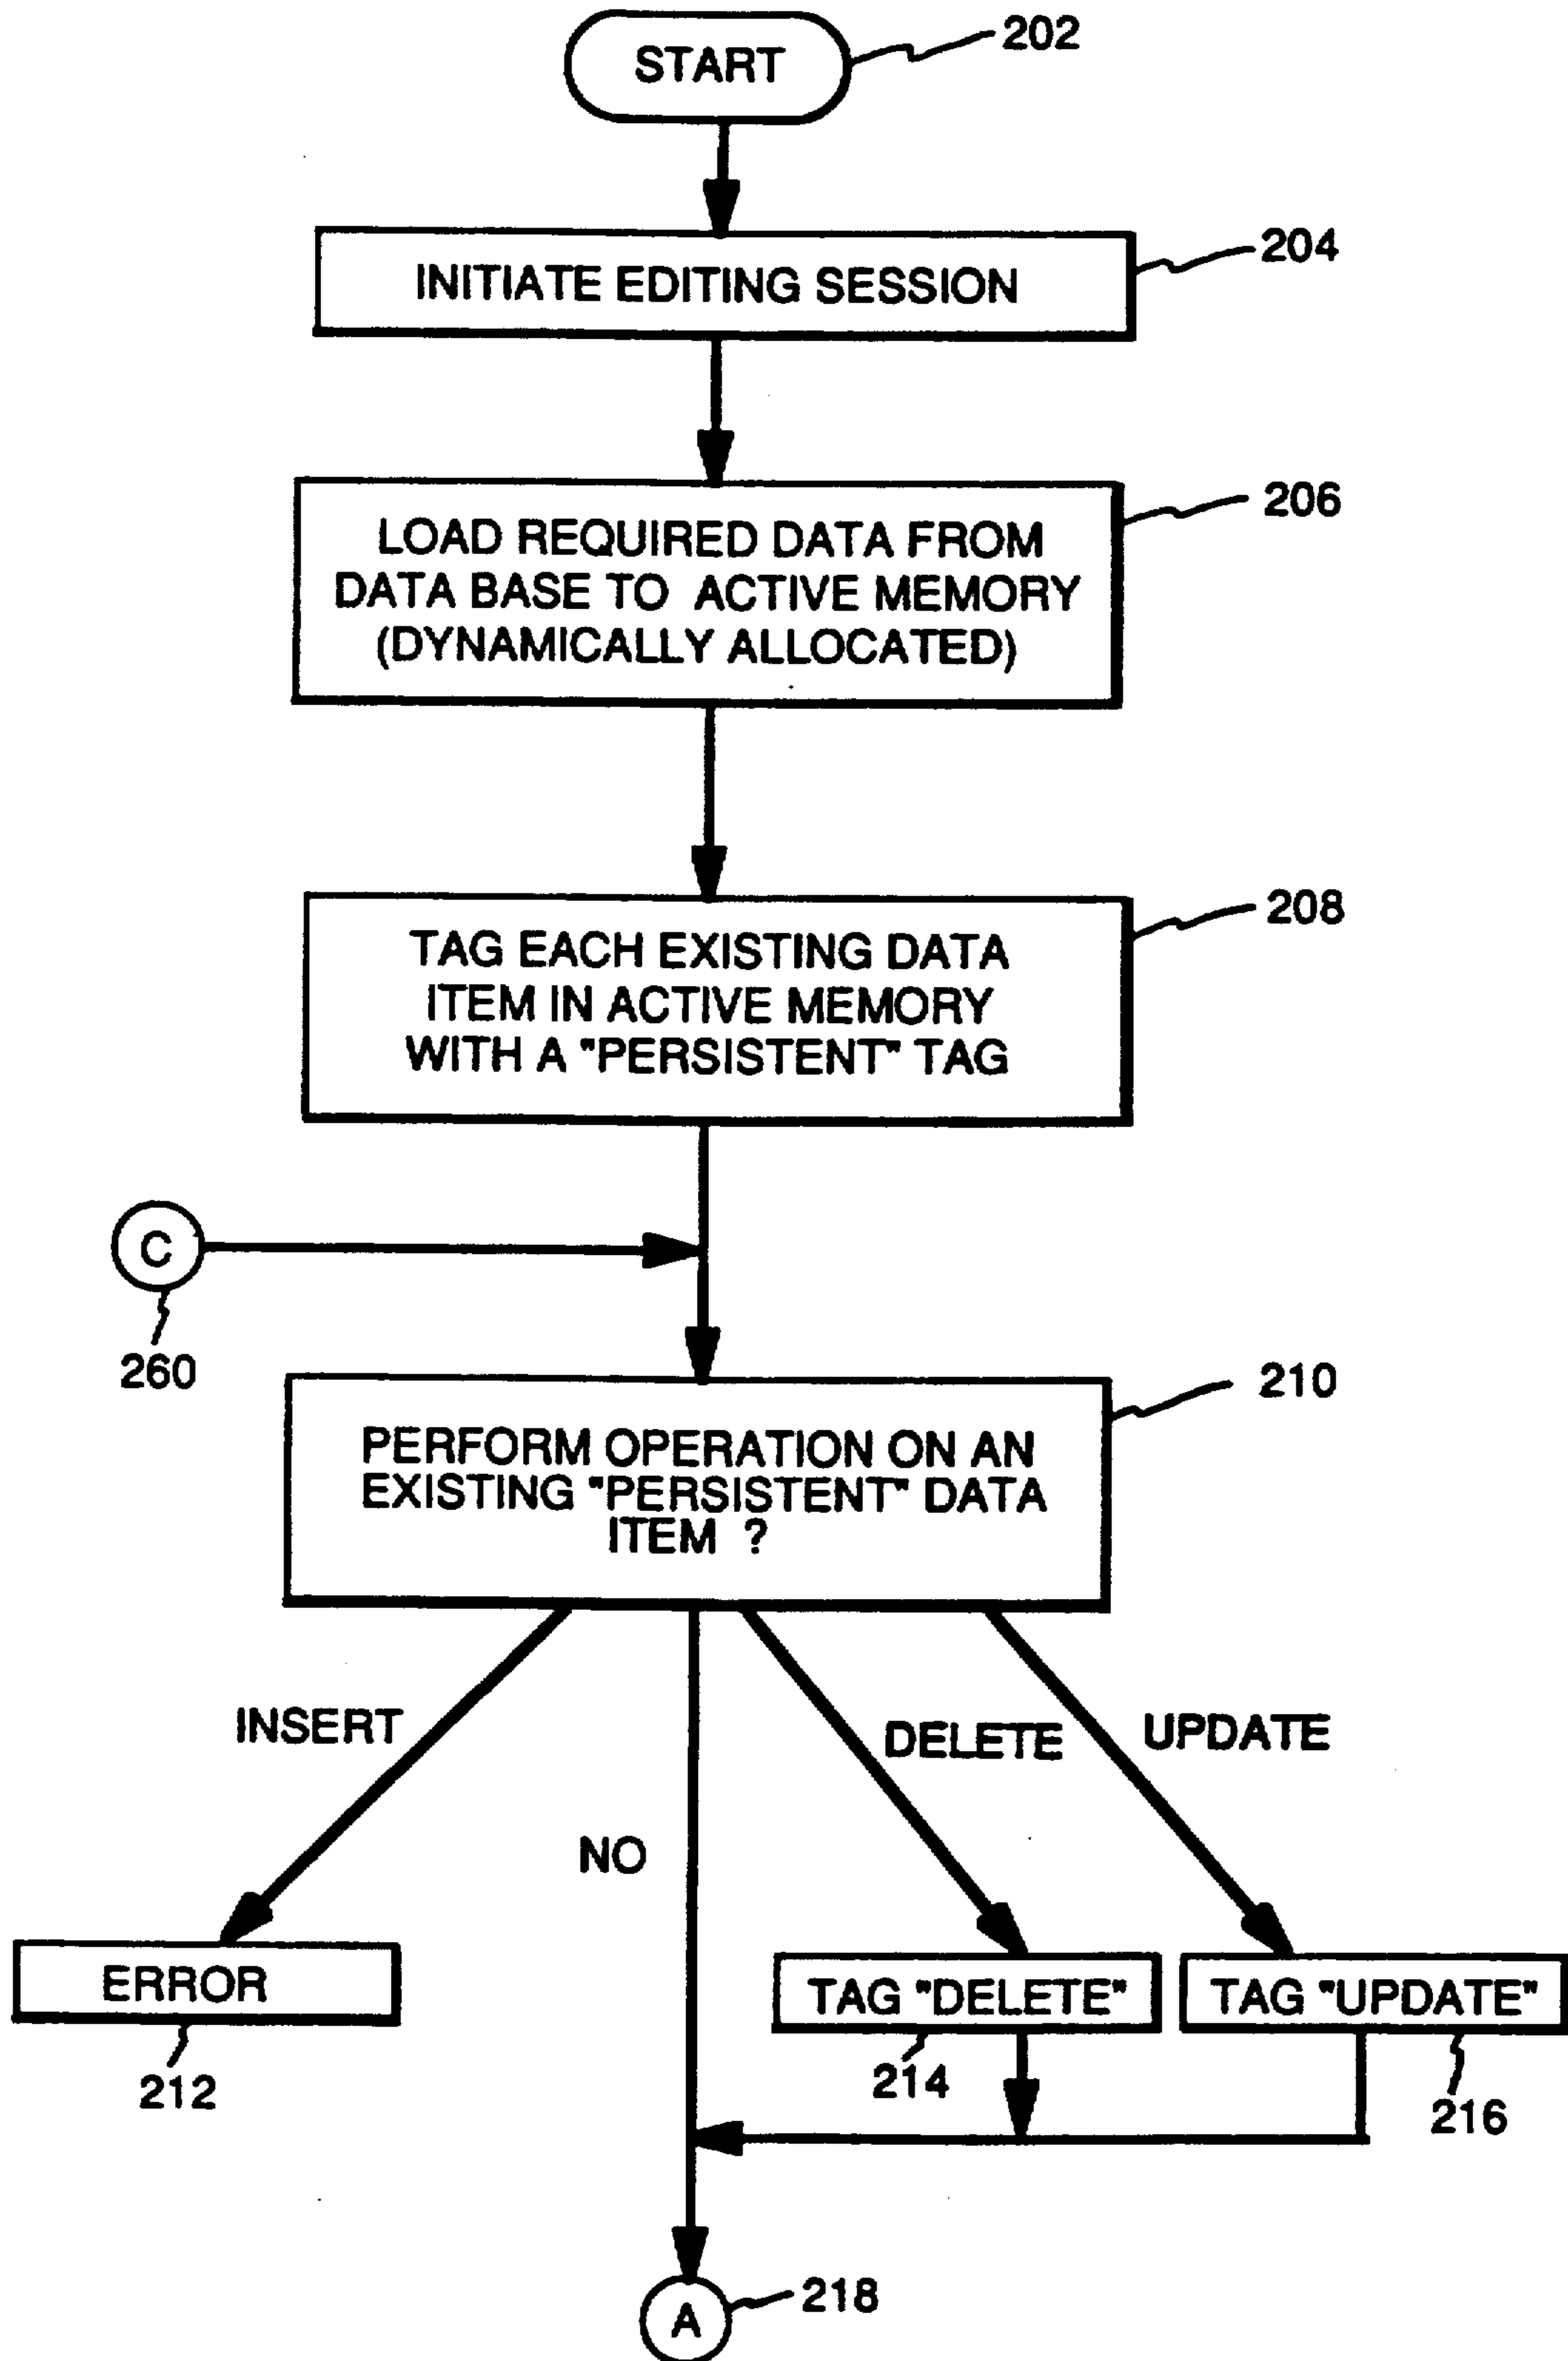 START
202
INITIATE EDITING SESSION
204
LOAD REQUIRED DATA FROM
DATA BASE TO ACTIVE MEMORY
(DYNAMICALLY ALLOCATED)
206
TAG EACH EXISTING DATA
ITEM IN ACTIVE MEMORY
WITH A "PERSISTENT" TAG
208
C
260
PERFORM OPERATION ON AN
EXISTING "PERSISTENT" DATA
ITEM ?
210
INSERT
NO
DELETE
UPDATE
ERROR
212
TAG "DELETE"
214
TAG "UPDATE"
216
A
218